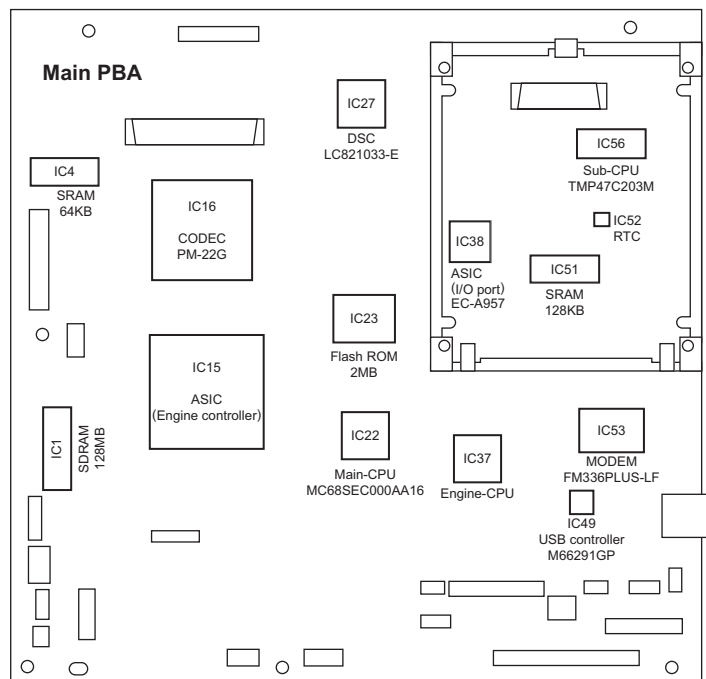 Main PBA
IC27
DSC
LC821033-E
IC4
SRAM
64KB
IC16
CODEC
PM-22G
IC56
Sub-CPU
TMP47C203M
IC52
RTC
IC38
ASIC
(I/O port)
EC-A957
IC51
SRAM
128KB
IC23
Flash ROM
2MB
IC15
ASIC
(Engine controller)
IC1
SDRAM
128MB
IC22
Main-CPU
MC68SEC000AA16
IC37
Engine-CPU
IC53
MODEM
FM336PLUS-LF
IC49
USB controller
M66291GP